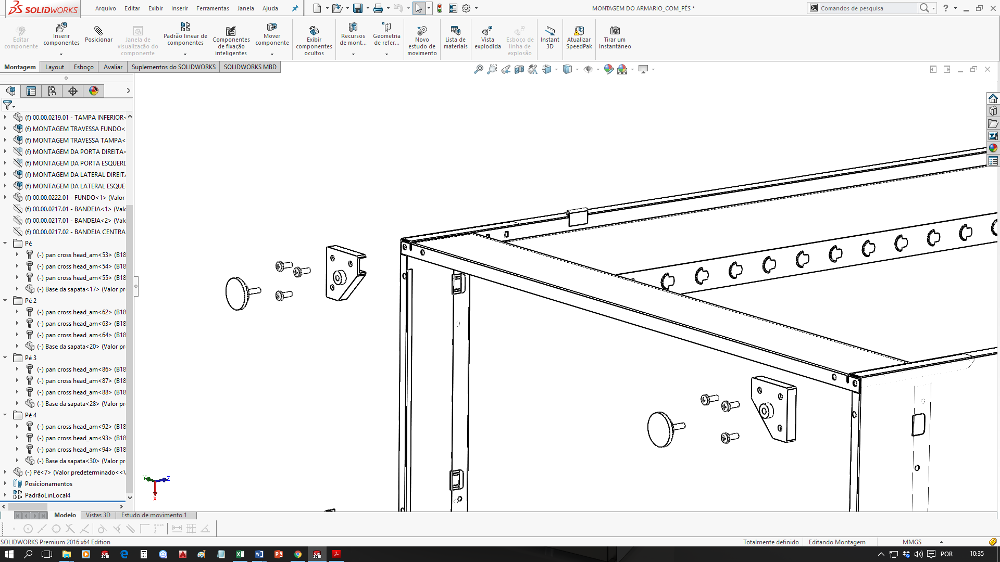 SOLIDWORKS
Arquivo Editar Exibir Inserir Ferramentas Janela Ajuda
MONTAGEM DO ARMARIO_COM_PÉS *
Comandos de pesquisa
Editar componente
Inserir componentes
Posicionar
Janela de visualização do componente
Padrão linear de componentes
Componentes de fixação inteligentes
Mover componente
Exibir componentes ocultos
Recursos de mont...
Geometria de refer...
Novo estudo de movimento
Lista de materiais
Vista explodida
Esboço de linha de explosão
Instant 3D
Atualizar SpeedPak
Tirar um instantâneo
Montagem Layout Esboço Avaliar Suplementos do SOLIDWORKS SOLIDWORKS MBD
(f) 00.00.0219.01 - TAMPA INFERIOR<
(f) MONTAGEM TRAVESSA FUNDO<
(f) MONTAGEM TRAVESSA TAMPA<
(f) MONTAGEM DA PORTA DIREITA<
(f) MONTAGEM DA PORTA ESQUERD
(f) MONTAGEM DA LATERAL DIREITA
(f) MONTAGEM DA LATERAL ESQUE
(f) 00.00.0222.01 - FUNDO<1> (Valor
(f) 00.00.0217.01 - BANDEJA<1> (Valo
(f) 00.00.0217.01 - BANDEJA<2> (Valo
(f) 00.00.0217.02 - BANDEJA CENTRA
Pé
(-) pan cross head_am<53> (B18
(-) pan cross head_am<54> (B18
(-) pan cross head_am<55> (B18
(-) Base da sapata<17> (Valor pr
Pé 2
(-) pan cross head_am<62> (B18
(-) pan cross head_am<63> (B18
(-) pan cross head_am<64> (B18
(-) Base da sapata<20> (Valor pr
Pé 3
(-) pan cross head_am<86> (B18
(-) pan cross head_am<87> (B18
(-) pan cross head_am<88> (B18
(-) Base da sapata<28> (Valor pr
Pé 4
(-) pan cross head_am<92> (B18
(-) pan cross head_am<93> (B18
(-) pan cross head_am<94> (B18
(-) Base da sapata<30> (Valor pr
(-) Pé<7> (Valor predeterminado<<V
Posicionamentos
PadrãoLinLocal4
Y Z
X
Modelo Vistas 3D Estudo de movimento 1
SOLIDWORKS Premium 2016 x64 Edition
Totalmente definido Editando Montagem MMGS
POR 10:35